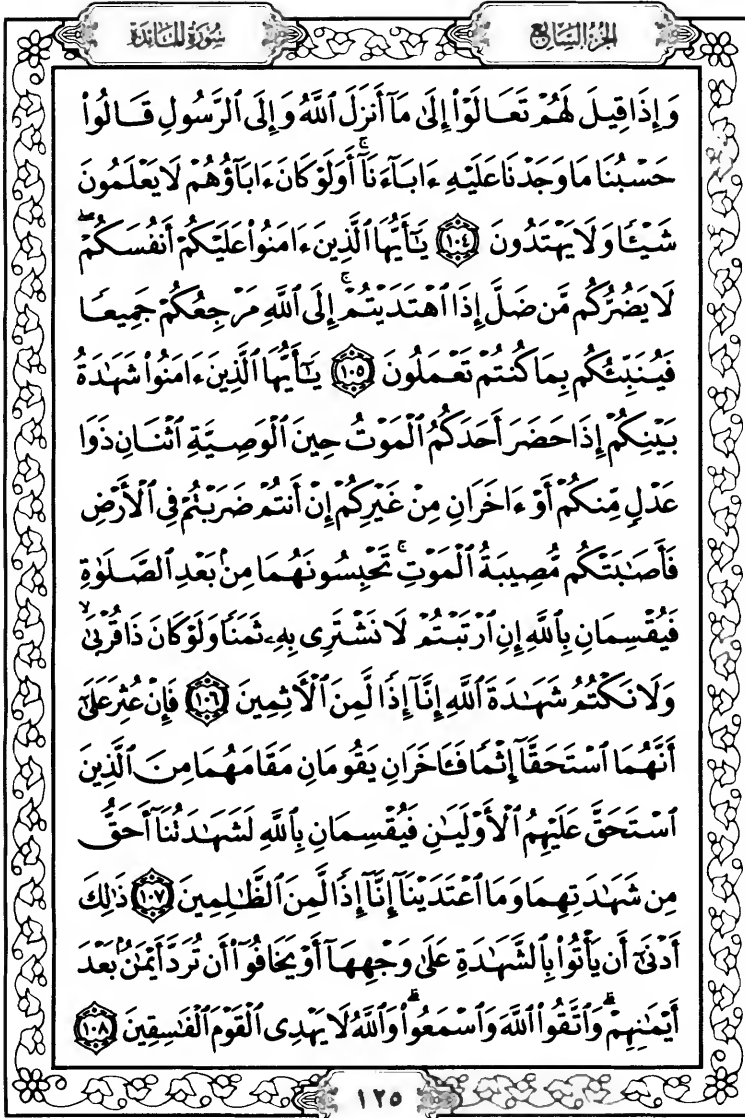 الجزء السابع
سورة المائدة
وَإِذَا قِيلَ لَهُمْ تَعَالَوْا۟ إِلَىٰ مَآ أَنزَلَ ٱللَّهُ وَإِلَى ٱلرَّسُولِ قَالُوا۟
حَسْبُنَا مَا وَجَدْنَا عَلَيْهِ ءَابَآءَنَآ ۚ أَوَلَوْ كَانَ ءَابَآؤُهُمْ لَا يَعْلَمُونَ
شَيْـًٔا وَلَا يَهْتَدُونَ ١٠٤ يَـٰٓأَيُّهَا ٱلَّذِينَ ءَامَنُوا۟ عَلَيْكُمْ أَنفُسَكُمْ ۖ
لَا يَضُرُّكُم مَّن ضَلَّ إِذَا ٱهْتَدَيْتُمْ ۚ إِلَى ٱللَّهِ مَرْجِعُكُمْ جَمِيعًا
فَيُنَبِّئُكُم بِمَا كُنتُمْ تَعْمَلُونَ ١٠٥ يَـٰٓأَيُّهَا ٱلَّذِينَ ءَامَنُوا۟ شَهَـٰدَةُ
بَيْنِكُمْ إِذَا حَضَرَ أَحَدَكُمُ ٱلْمَوْتُ حِينَ ٱلْوَصِيَّةِ ٱثْنَانِ ذَوَا
عَدْلٍ مِّنكُمْ أَوْ ءَاخَرَانِ مِنْ غَيْرِكُمْ إِنْ أَنتُمْ ضَرَبْتُمْ فِى ٱلْأَرْضِ
فَأَصَـٰبَتْكُم مُّصِيبَةُ ٱلْمَوْتِ ۚ تَحْبِسُونَهُمَا مِنۢ بَعْدِ ٱلصَّلَوٰةِ
فَيُقْسِمَانِ بِٱللَّهِ إِنِ ٱرْتَبْتُمْ لَا نَشْتَرِى بِهِۦ ثَمَنًا وَلَوْ كَانَ ذَا قُرْبَىٰ ۙ
وَلَا نَكْتُمُ شَهَـٰدَةَ ٱللَّهِ إِنَّآ إِذًا لَّمِنَ ٱلْـَٔاثِمِينَ ١٠٦ فَإِنْ عُثِرَ عَلَىٰٓ
أَنَّهُمَا ٱسْتَحَقَّآ إِثْمًا فَـَٔاخَرَانِ يَقُومَانِ مَقَامَهُمَا مِنَ ٱلَّذِينَ
ٱسْتَحَقَّ عَلَيْهِمُ ٱلْأَوْلَيَـٰنِ فَيُقْسِمَانِ بِٱللَّهِ لَشَهَـٰدَتُنَآ أَحَقُّ
مِن شَهَـٰدَتِهِمَا وَمَا ٱعْتَدَيْنَآ إِنَّآ إِذًا لَّمِنَ ٱلظَّـٰلِمِينَ ١٠٧ ذَٰلِكَ
أَدْنَىٰٓ أَن يَأْتُوا۟ بِٱلشَّهَـٰدَةِ عَلَىٰ وَجْهِهَآ أَوْ يَخَافُوٓا۟ أَن تُرَدَّ أَيْمَـٰنٌۢ بَعْدَ
أَيْمَـٰنِهِمْ ۗ وَٱتَّقُوا۟ ٱللَّهَ وَٱسْمَعُوا۟ ۗ وَٱللَّهُ لَا يَهْدِى ٱلْقَوْمَ ٱلْفَـٰسِقِينَ ١٠٨
١٢٥